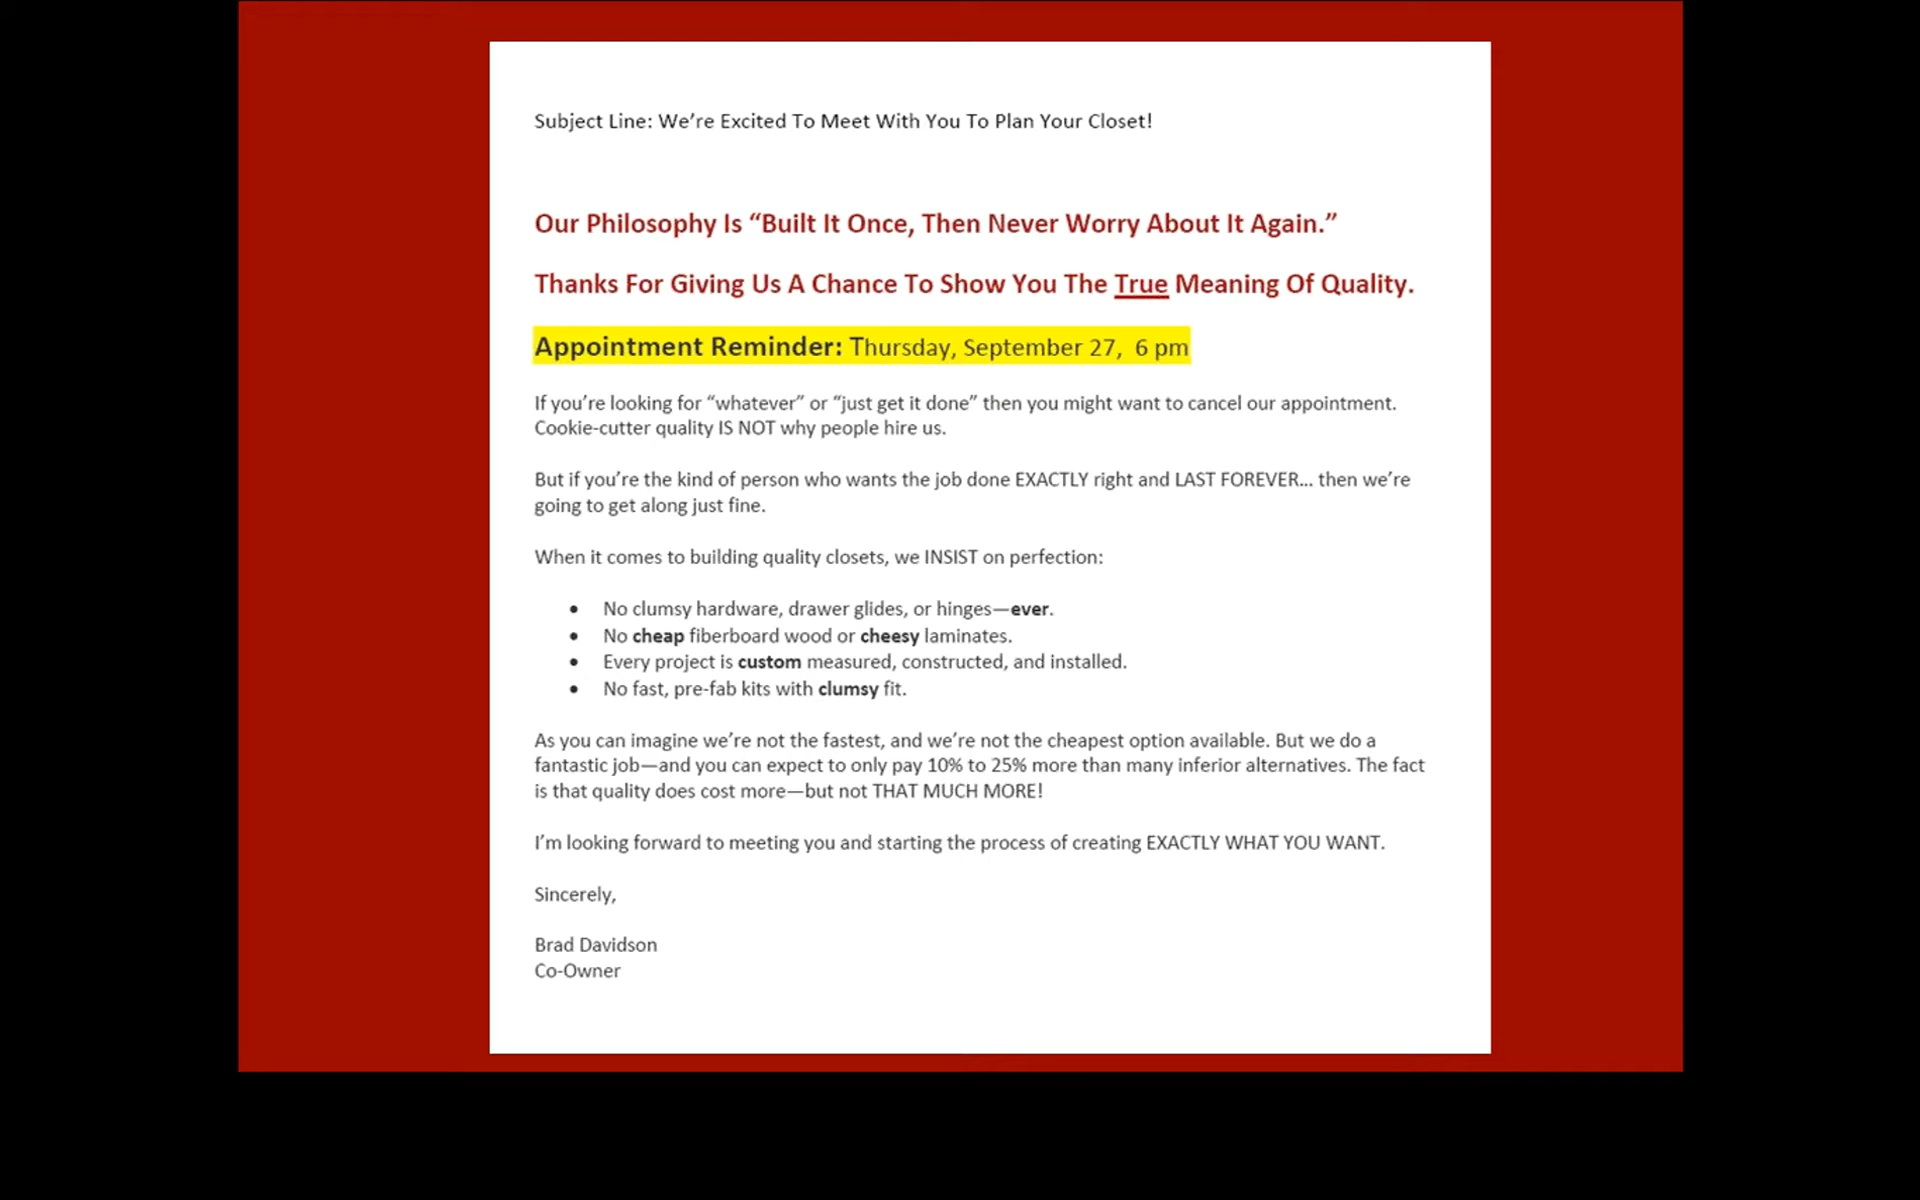 Subject Line: We’re Excited To Meet With You To Plan Your Closet!
Our Philosophy Is “Built It Once, Then Never Worry About It Again.”
Thanks For Giving Us A Chance To Show You The True Meaning Of Quality.
Appointment Reminder: Thursday, September 27,  6 pm
If you’re looking for “whatever” or “just get it done” then you might want to cancel our appointment.
Cookie-cutter quality IS NOT why people hire us.
But if you’re the kind of person who wants the job done EXACTLY right and LAST FOREVER... then we’re
going to get along just fine.
When it comes to building quality closets, we INSIST on perfection:
• No clumsy hardware, drawer glides, or hinges—ever.
• No cheap fiberboard wood or cheesy laminates.
• Every project is custom measured, constructed, and installed.
• No fast, pre-fab kits with clumsy fit.
As you can imagine we’re not the fastest, and we’re not the cheapest option available. But we do a
fantastic job—and you can expect to only pay 10% to 25% more than many inferior alternatives. The fact
is that quality does cost more—but not THAT MUCH MORE!
I’m looking forward to meeting you and starting the process of creating EXACTLY WHAT YOU WANT.
Sincerely,
Brad Davidson
Co-Owner